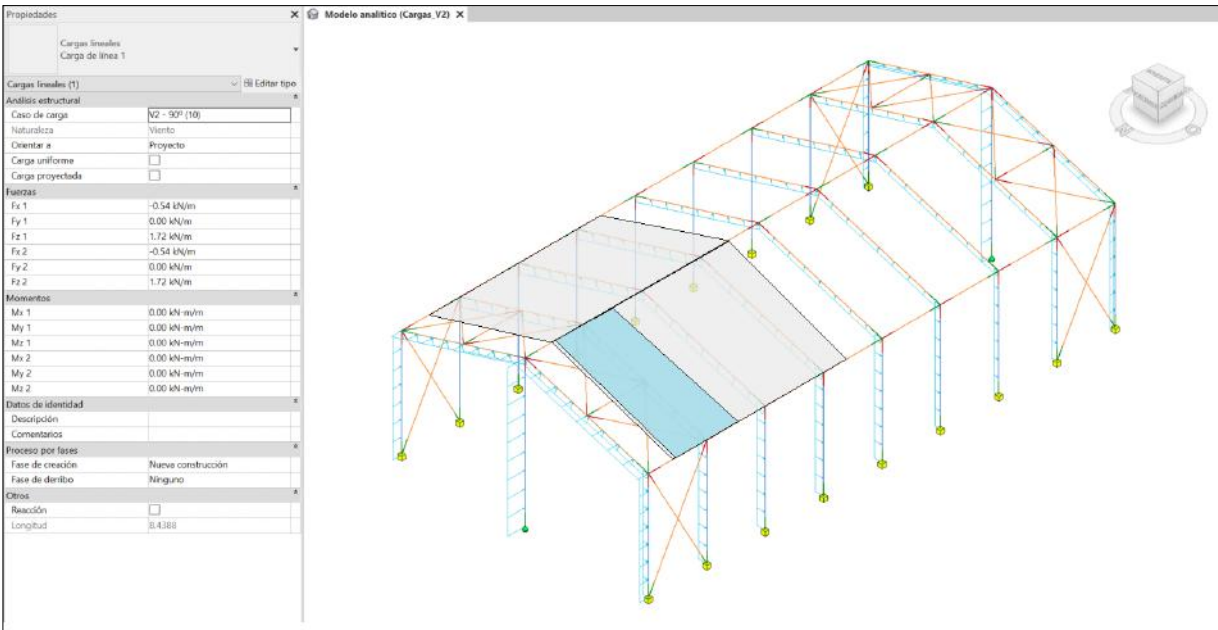 Propiedades
Modelo analítico (Cargas_V2)
Cargas lineales
Carga de línea 1
Cargas lineales (1)
Editar tipo
Análisis estructural
Caso de carga V2 - 90º (10)
Naturaleza Viento
Orientar a Proyecto
Carga uniforme
Carga proyectada
Fuerzas
Fx 1 -0.54 kN/m
Fy 1 0.00 kN/m
Fz 1 1.72 kN/m
Fx 2 -0.54 kN/m
Fy 2 0.00 kN/m
Fz 2 1.72 kN/m
Momentos
Mx 1 0.00 kN-m/m
My 1 0.00 kN-m/m
Mz 1 0.00 kN-m/m
Mx 2 0.00 kN-m/m
My 2 0.00 kN-m/m
Mz 2 0.00 kN-m/m
Datos de identidad
Descripción
Comentarios
Proceso por fases
Fase de creación Nueva construcción
Fase de derribo Ninguno
Otros
Reacción
Longitud 8.4388